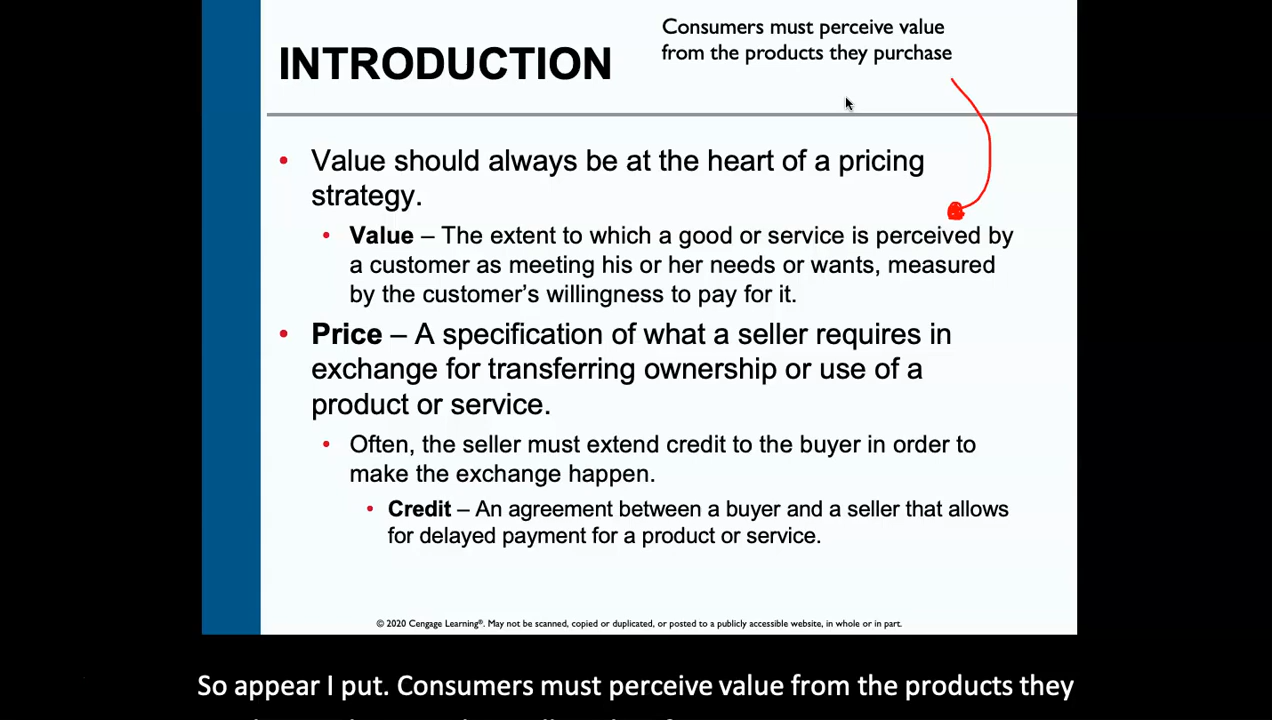 Consumers must perceive value
from the products they purchase
INTRODUCTION
• Value should always be at the heart of a pricing
strategy.
• Value – The extent to which a good or service is perceived by
a customer as meeting his or her needs or wants, measured
by the customer’s willingness to pay for it.
• Price – A specification of what a seller requires in
exchange for transferring ownership or use of a
product or service.
• Often, the seller must extend credit to the buyer in order to
make the exchange happen.
• Credit – An agreement between a buyer and a seller that allows
for delayed payment for a product or service.
© 2020 Cengage Learning®. May not be scanned, copied or duplicated, or posted to a publicly accessible website, in whole or in part.
So appear I put. Consumers must perceive value from the products they